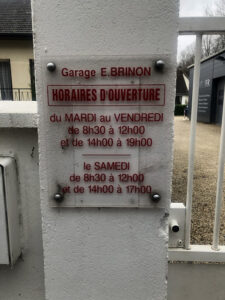 Garage E.BRINON
HORAIRES D'OUVERTURE
du MARDI au VENDREDI
de 8h30 à 12h00
et de 14h00 à 19h00
le SAMEDI
de 8h30 à 12h00
et de 14h00 à 17h00